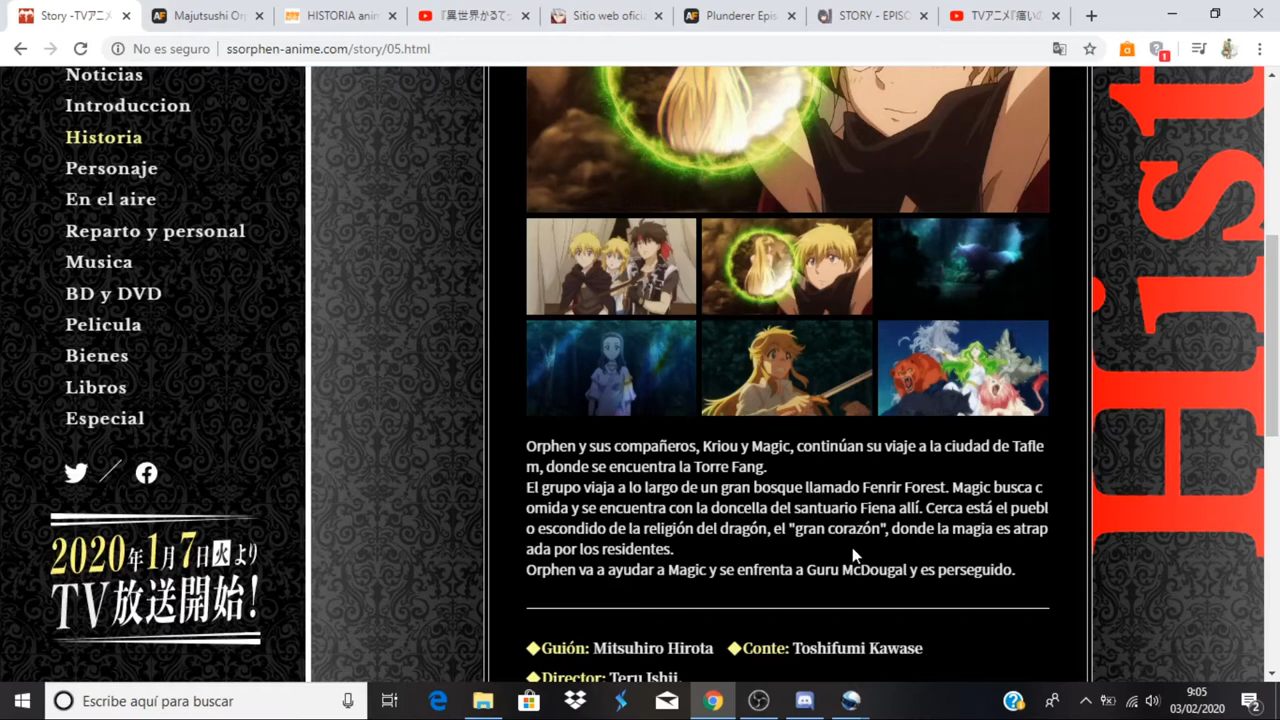 Story -TVアニメ
Majutsushi Or
HISTORIA anim
『異世界かるてっ
Sitio web ofici
Plunderer Epis
STORY - EPISC
TVアニメ『痛いの
No es seguro
ssorphen-anime.com/story/05.html
1
Noticias
Introduccion
Historia
Personaje
En el aire
Reparto y personal
Musica
BD y DVD
Pelicula
Bienes
Libros
Especial
2020年1月7日火より
TV放送開始!
Orphen y sus compañeros, Kriou y Magic, continúan su viaje a la ciudad de Tafle
m, donde se encuentra la Torre Fang.
El grupo viaja a lo largo de un gran bosque llamado Fenrir Forest. Magic busca c
omida y se encuentra con la doncella del santuario Fiena allí. Cerca está el puebl
o escondido de la religión del dragón, el "gran corazón", donde la magia es atrap
ada por los residentes.
Orphen va a ayudar a Magic y se enfrenta a Guru McDougal y es perseguido.
◆Guión: Mitsuhiro Hirota ◆Conte: Toshifumi Kawase
◆Director: Teru Ishii.
Hist
Escribe aquí para buscar
9:05
03/02/2020
2